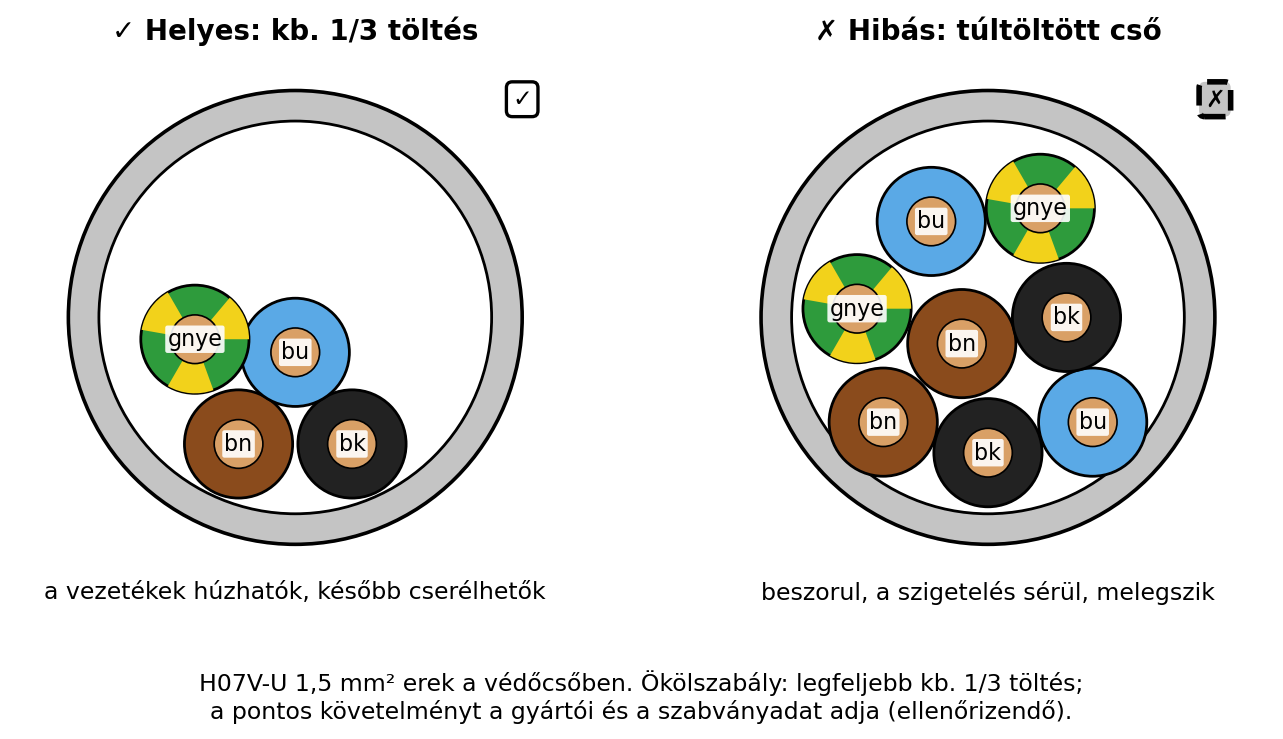 ✓ Helyes: kb. 1/3 töltés
✓
gnye
bu
bn
bk
a vezetékek húzhatók, később cserélhetők
✗ Hibás: túltöltött cső
✗
bu
gnye
gnye
bn
bk
bn
bk
bu
beszorul, a szigetelés sérül, melegszik
H07V-U 1,5 mm² erek a védőcsőben. Ökölszabály: legfeljebb kb. 1/3 töltés;
a pontos követelményt a gyártói és a szabványadat adja (ellenőrizendő).